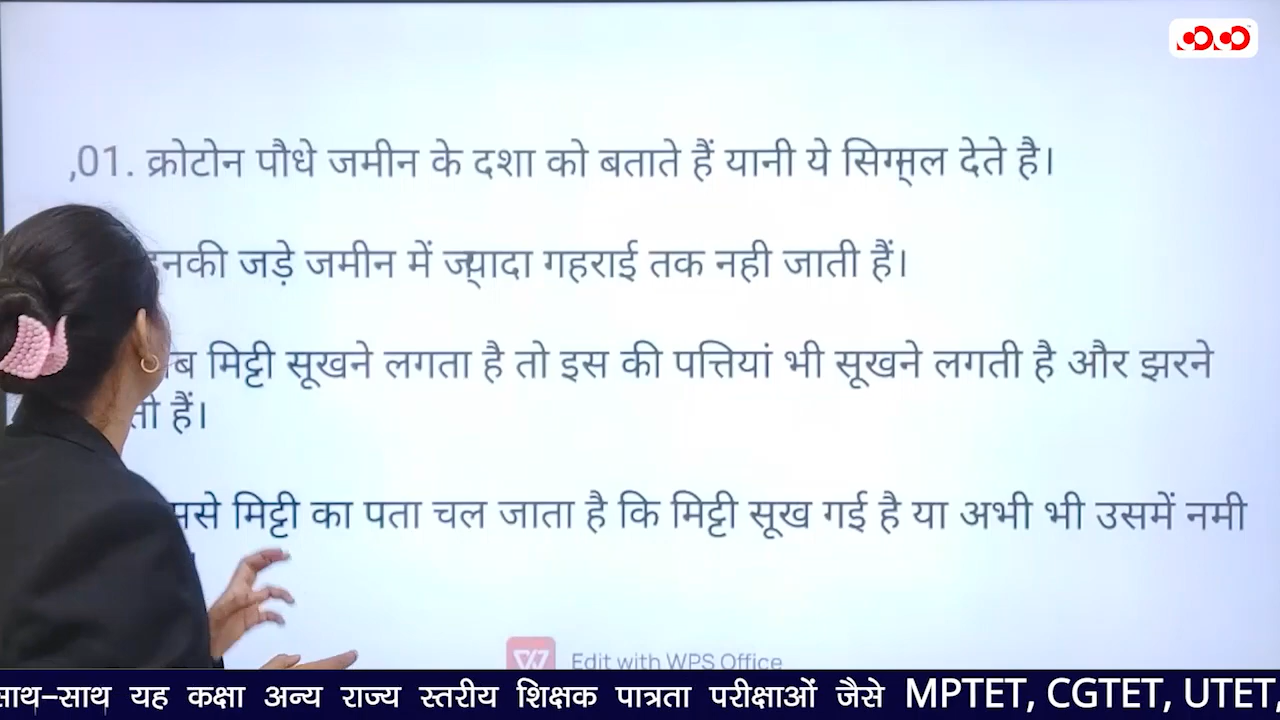 ,01. क्रोटोन पौधे जमीन के दशा को बताते हैं यानी ये सिग्म्नल देते है।
जड़े जमीन में ज्यादा गहराई तक नही जाती हैं।
मिट्टी सूखने लगता है तो इस की पत्तियां भी सूखने लगती है और झरने
हैं।
मिट्टी का पता चल जाता है कि मिट्टी सूख गई है या अभी भी उसमें नमी
Edit with WPS Office
साथ-साथ यह कक्षा अन्य राज्य स्तरीय शिक्षक पात्रता परीक्षाओं जैसे MPTET, CGTET, UTET,